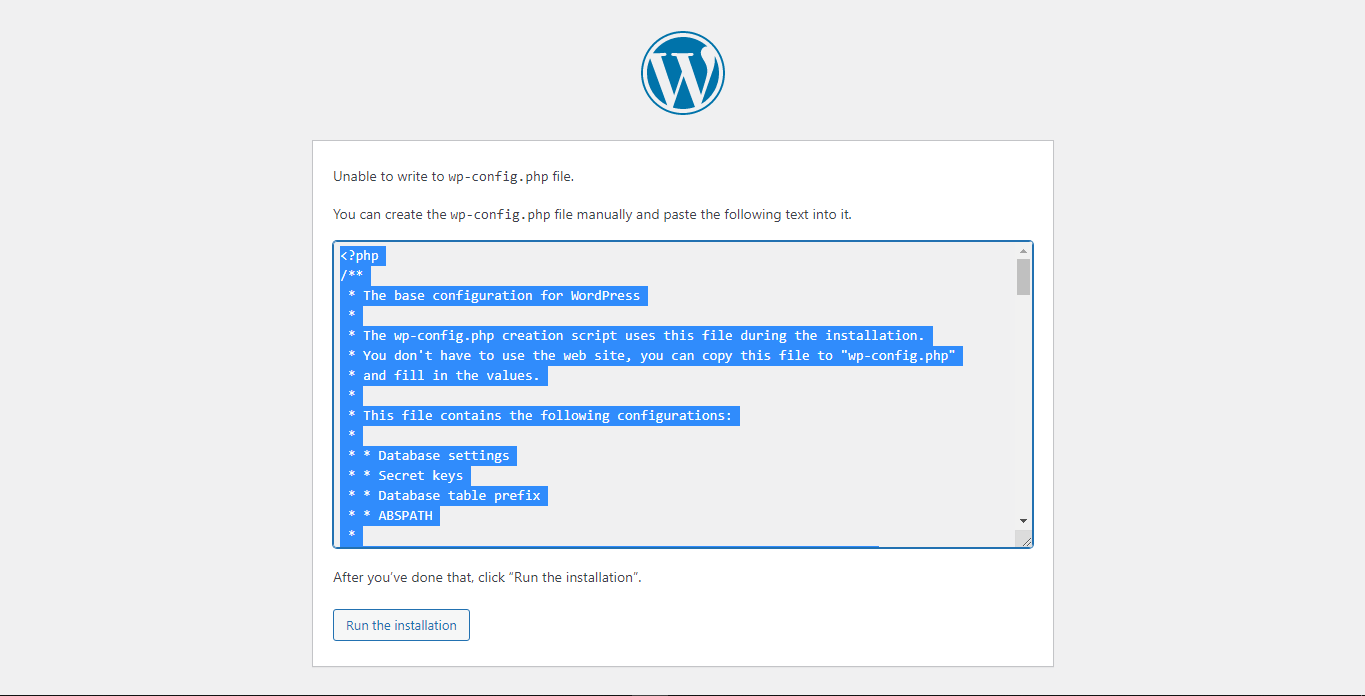 Unable to write to wp-config.php file.
You can create the wp-config.php file manually and paste the following text into it.
<?php
/**
 * The base configuration for WordPress
 *
 * The wp-config.php creation script uses this file during the installation.
 * You don't have to use the web site, you can copy this file to "wp-config.php"
 * and fill in the values.
 *
 * This file contains the following configurations:
 *
 * * Database settings
 * * Secret keys
 * * Database table prefix
 * * ABSPATH
 *
After you’ve done that, click “Run the installation”.
Run the installation